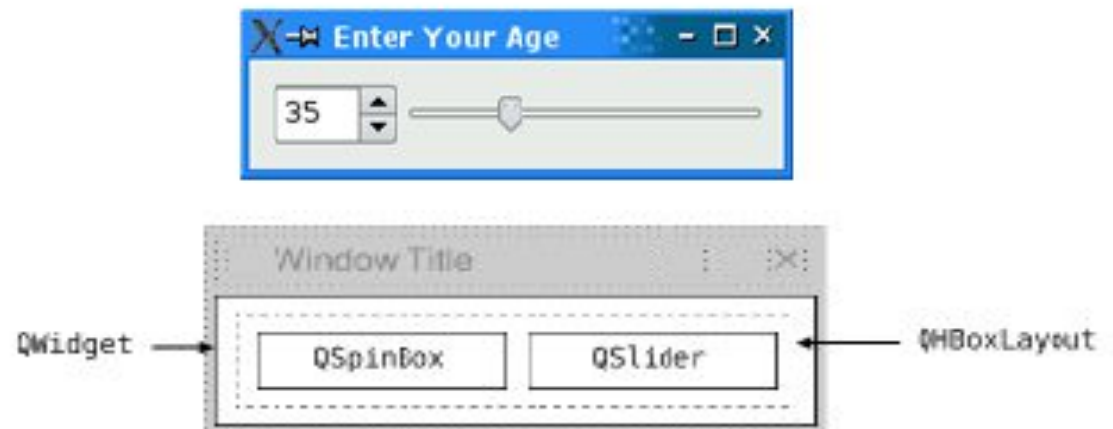 Enter Your Age
35
Window Title
QWidget
QSpinBox
QSlider
QHBoxLayout